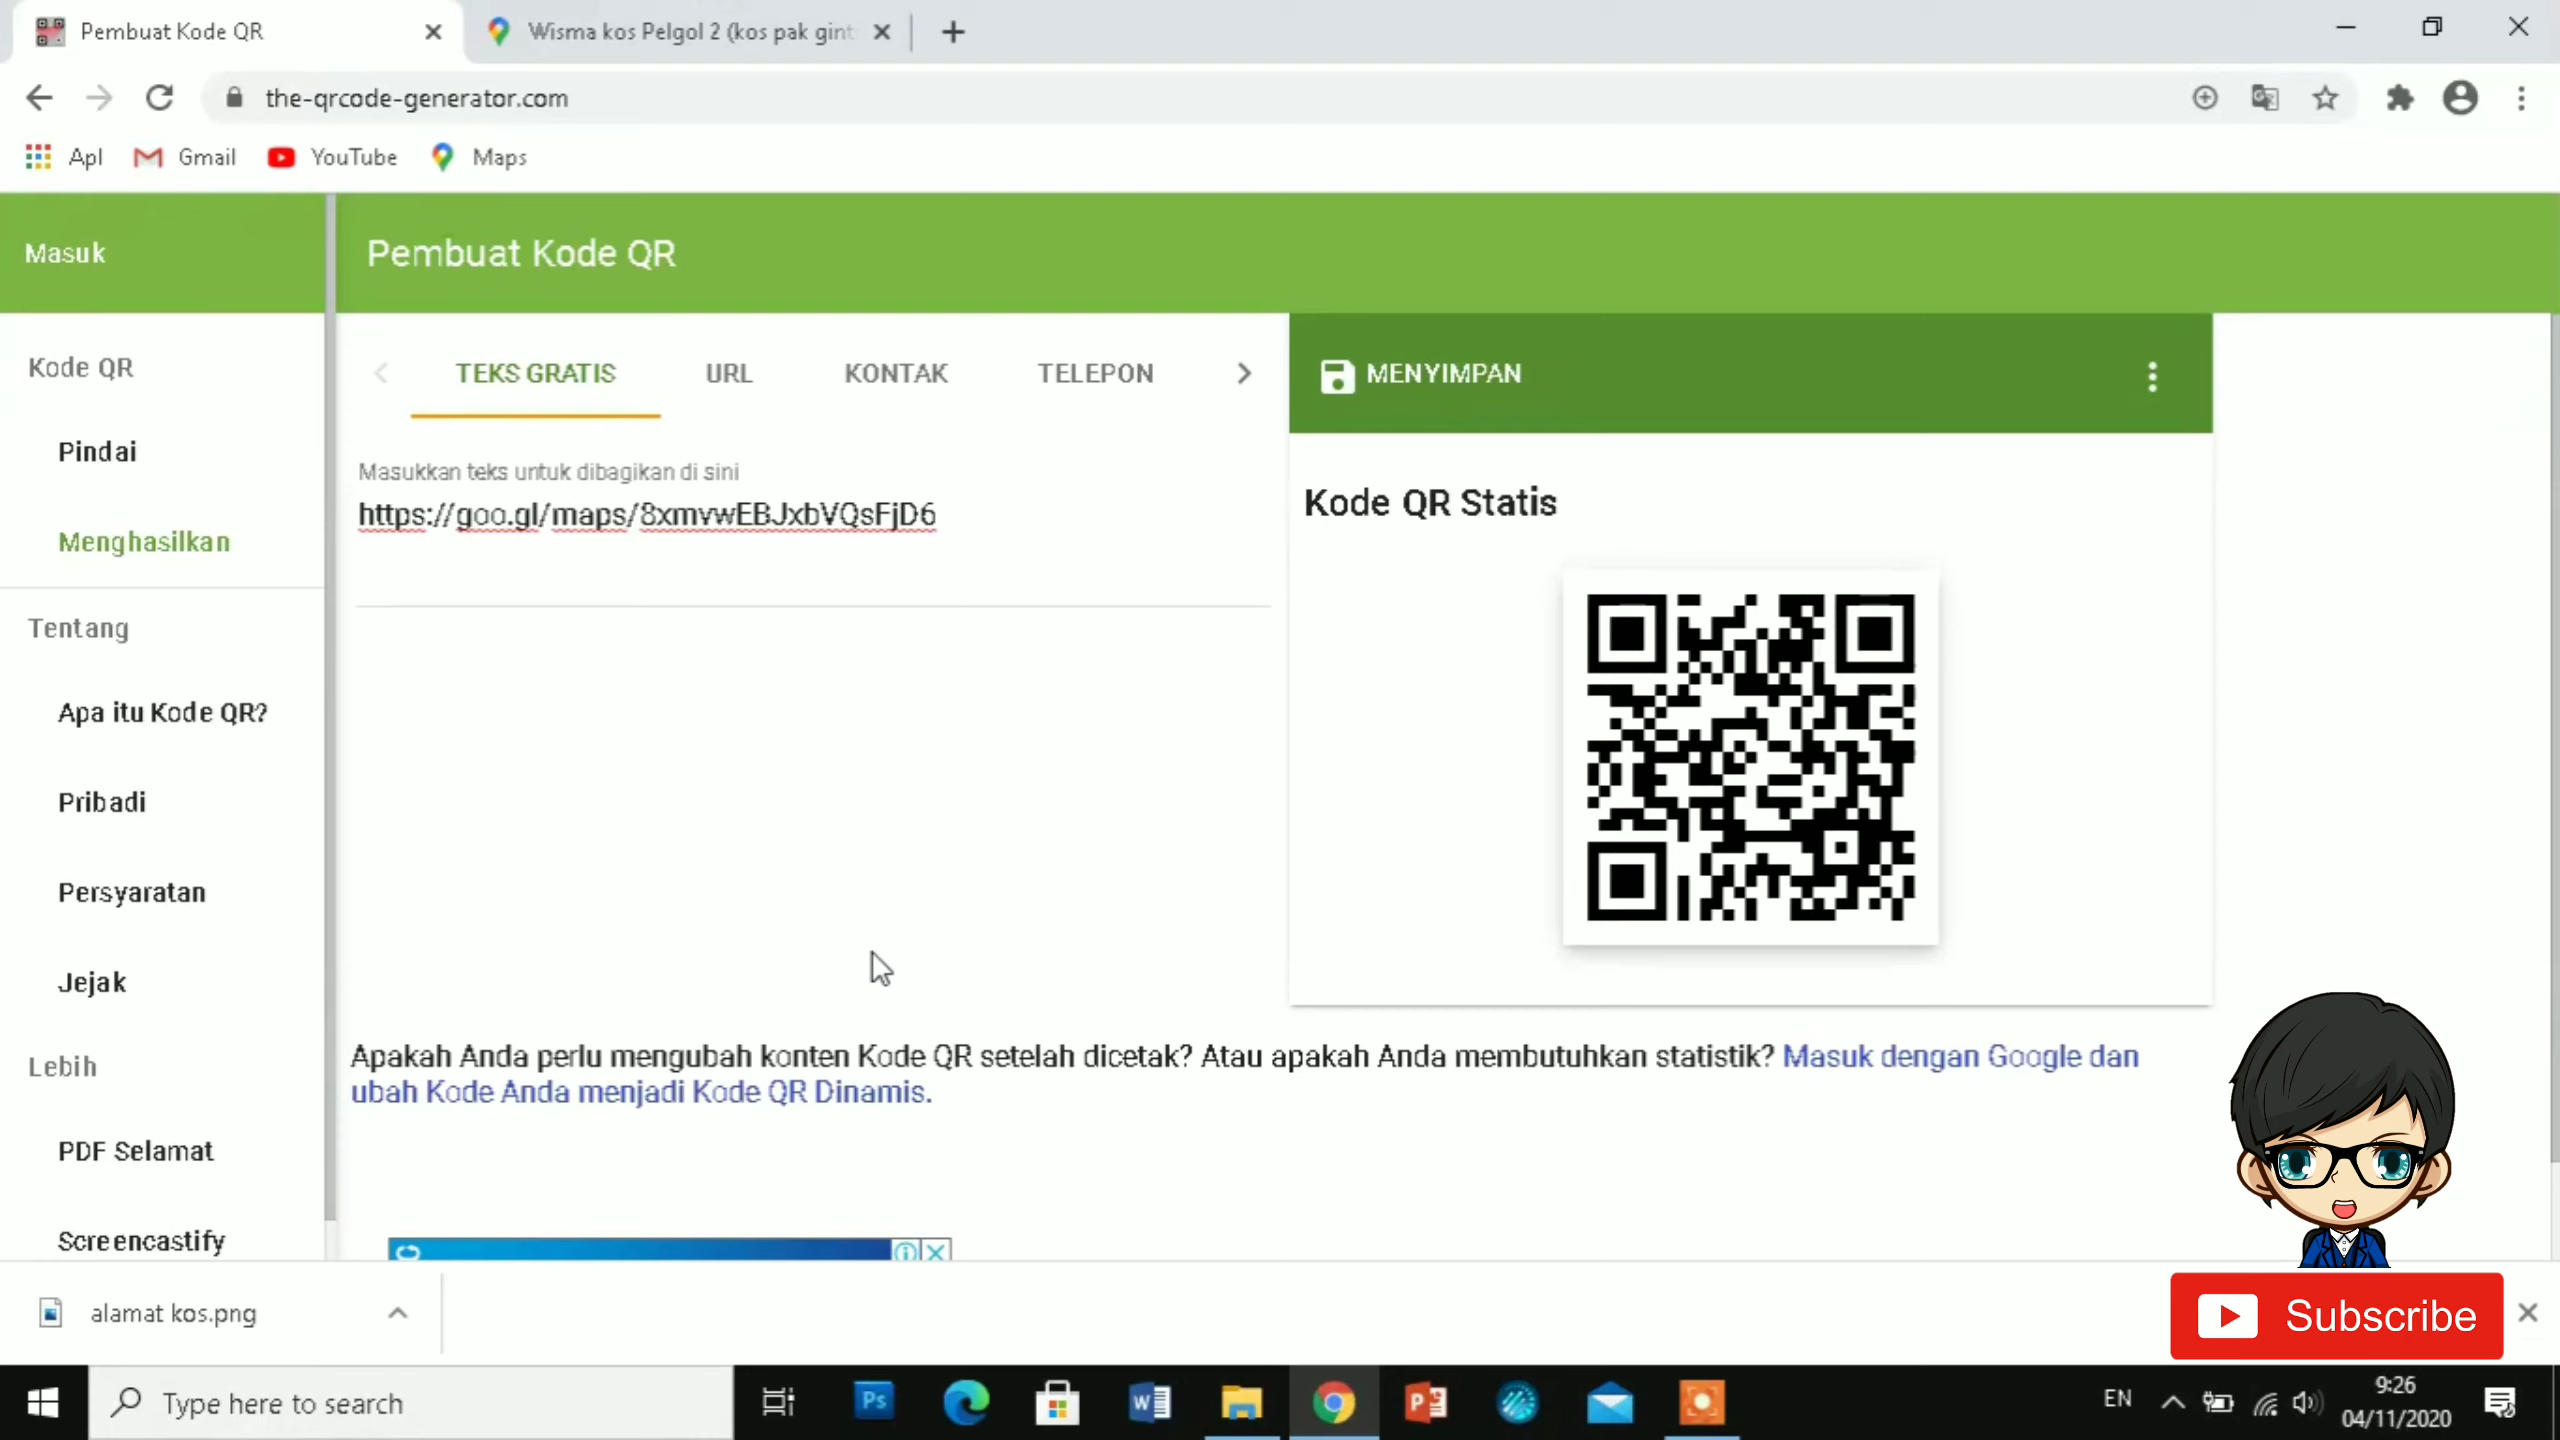 Pembuat Kode QR
Wisma kos Pelgol 2 (kos pak gint
the-qrcode-generator.com
Apl
Gmail
YouTube
Maps
Masuk
Pembuat Kode QR
Kode QR
Pindai
Menghasilkan
Tentang
Apa itu Kode QR?
Pribadi
Persyaratan
Jejak
Lebih
PDF Selamat
Screencastify
TEKS GRATIS
URL
KONTAK
TELEPON
Masukkan teks untuk dibagikan di sini
https://goo.gl/maps/8xmvwEBJxbVQsFjD6
MENYIMPAN
Kode QR Statis
Apakah Anda perlu mengubah konten Kode QR setelah dicetak? Atau apakah Anda membutuhkan statistik? Masuk dengan Google dan
ubah Kode Anda menjadi Kode QR Dinamis.
alamat kos.png
Subscribe
Type here to search
Ps
W
P
EN
9:26
04/11/2020